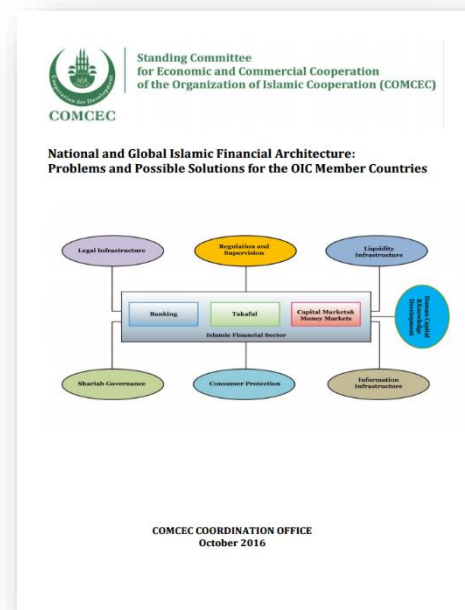 Cooperation for Development
COMCEC
Standing Committee
for Economic and Commercial Cooperation
of the Organization of Islamic Cooperation (COMCEC)
National and Global Islamic Financial Architecture:
Problems and Possible Solutions for the OIC Member Countries
Legal Infrastructure
Regulation and
Supervision
Liquidity
Infrastructure
Banking
Takaful
Capital Markets&
Money Markets
Islamic Financial Sector
Human Capital
&Knowledge
Development
Shariah Governance
Consumer Protection
Information
Infrastructure
COMCEC COORDINATION OFFICE
October 2016